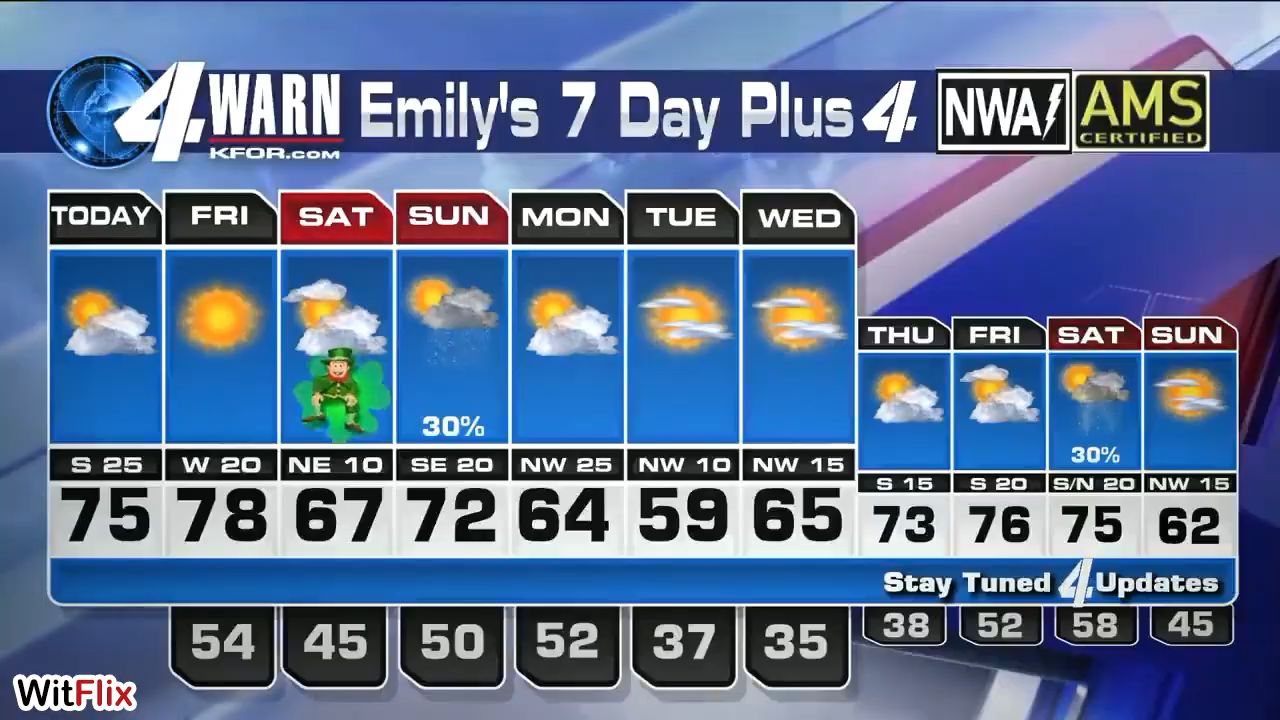 4 WARN Emily's 7 Day Plus 4 NWA AMS
KFOR.COM CERTIFIED
TODAY FRI SAT SUN MON TUE WED
THU FRI SAT SUN
30%
30%
S 25 W 20 NE 10 SE 20 NW 25 NW 10 NW 15
S 15 S 20 S/N 20 NW 15
75 78 67 72 64 59 65
73 76 75 62
Stay Tuned 4 Updates
54 45 50 52 37 35
38 52 58 45
WitFlix